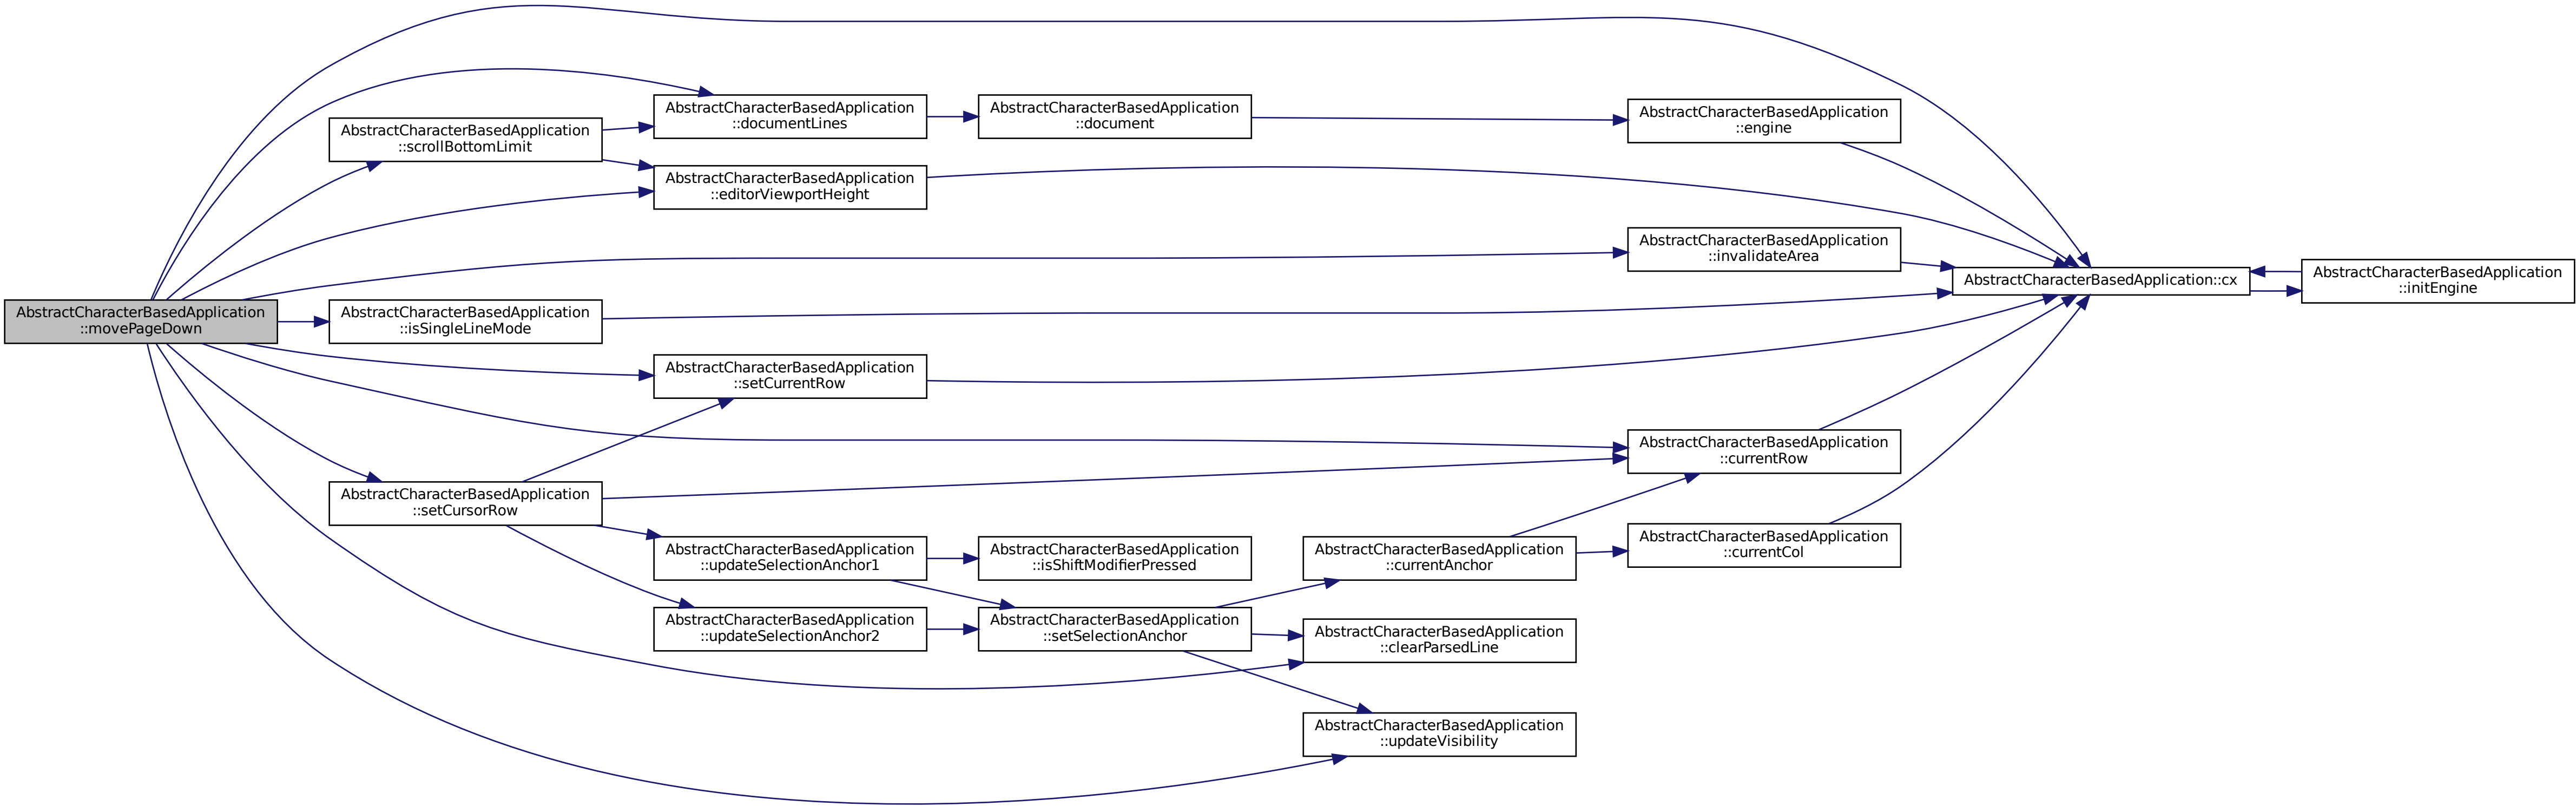 AbstractCharacterBasedApplication
::movePageDown
AbstractCharacterBasedApplication
::scrollBottomLimit
AbstractCharacterBasedApplication
::isSingleLineMode
AbstractCharacterBasedApplication
::setCursorRow
AbstractCharacterBasedApplication
::documentLines
AbstractCharacterBasedApplication
::editorViewportHeight
AbstractCharacterBasedApplication
::setCurrentRow
AbstractCharacterBasedApplication
::updateSelectionAnchor1
AbstractCharacterBasedApplication
::updateSelectionAnchor2
AbstractCharacterBasedApplication
::document
AbstractCharacterBasedApplication
::isShiftModifierPressed
AbstractCharacterBasedApplication
::setSelectionAnchor
AbstractCharacterBasedApplication
::currentAnchor
AbstractCharacterBasedApplication
::clearParsedLine
AbstractCharacterBasedApplication
::updateVisibility
AbstractCharacterBasedApplication
::engine
AbstractCharacterBasedApplication
::invalidateArea
AbstractCharacterBasedApplication
::currentRow
AbstractCharacterBasedApplication
::currentCol
AbstractCharacterBasedApplication::cx
AbstractCharacterBasedApplication
::initEngine